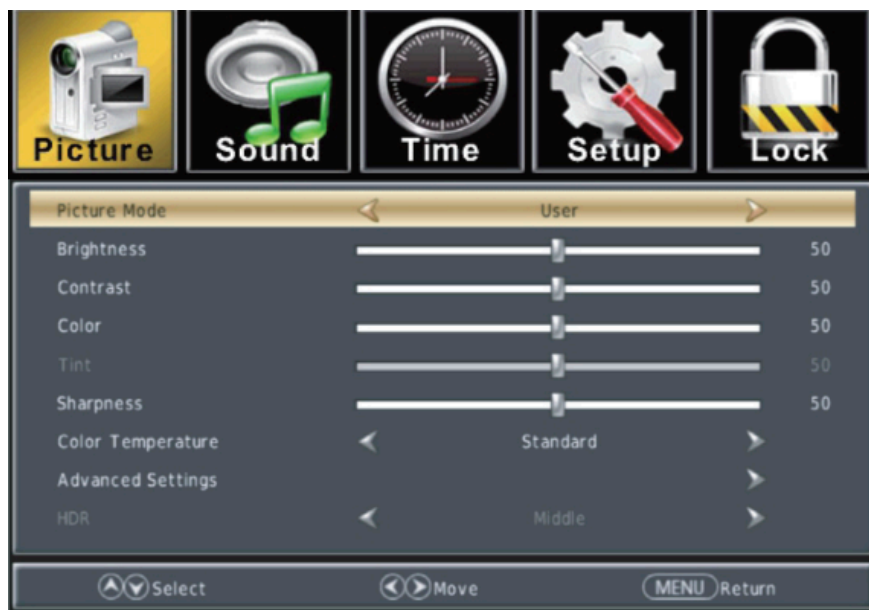 Picture Sound Time Setup Lock
Picture Mode User
Brightness 50
Contrast 50
Color 50
Tint 50
Sharpness 50
Color Temperature Standard
Advanced Settings
HDR Middle
Select Move MENU Return